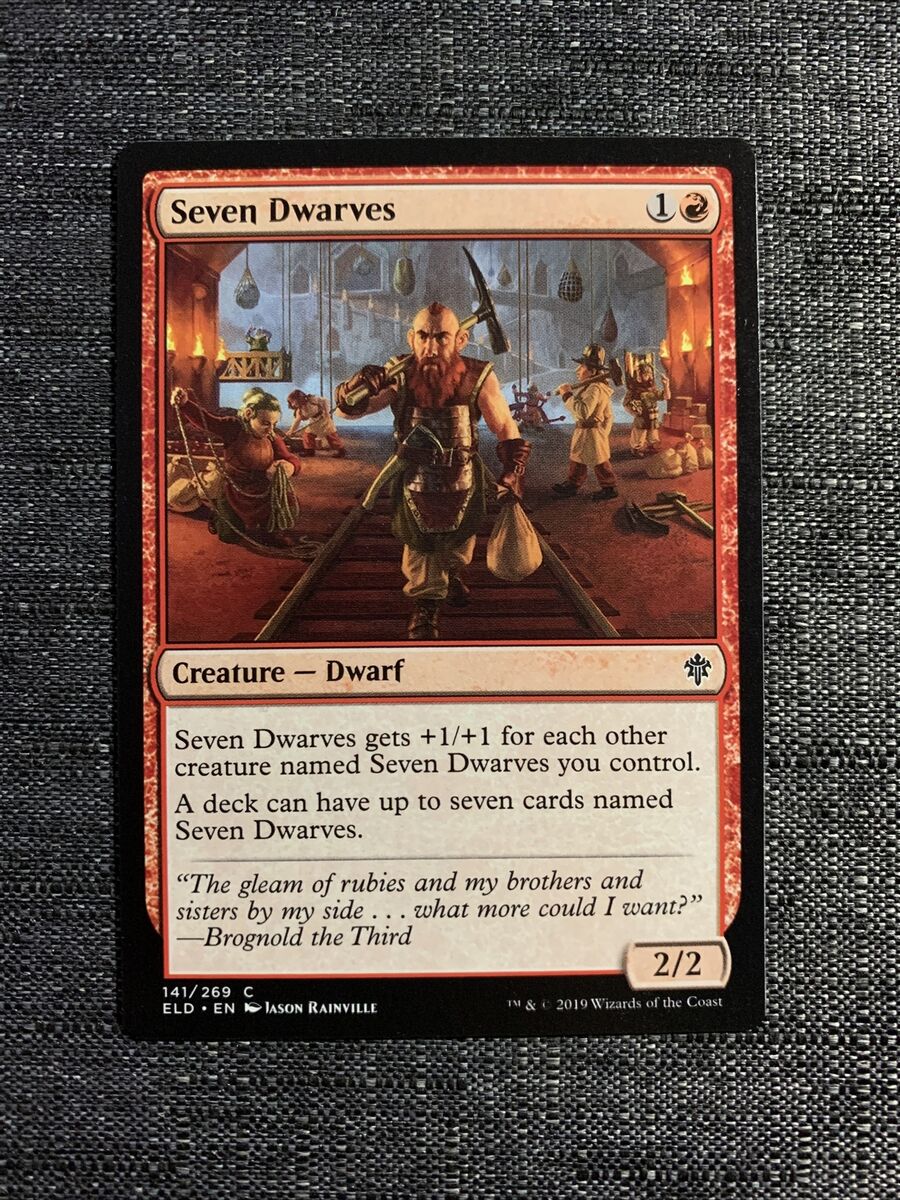 Seven Dwarves 1
Creature — Dwarf
Seven Dwarves gets +1/+1 for each other
creature named Seven Dwarves you control.
A deck can have up to seven cards named
Seven Dwarves.
“The gleam of rubies and my brothers and
sisters by my side . . . what more could I want?”
—Brognold the Third
2/2
141/269 C
ELD • EN JASON RAINVILLE
™ & © 2019 Wizards of the Coast